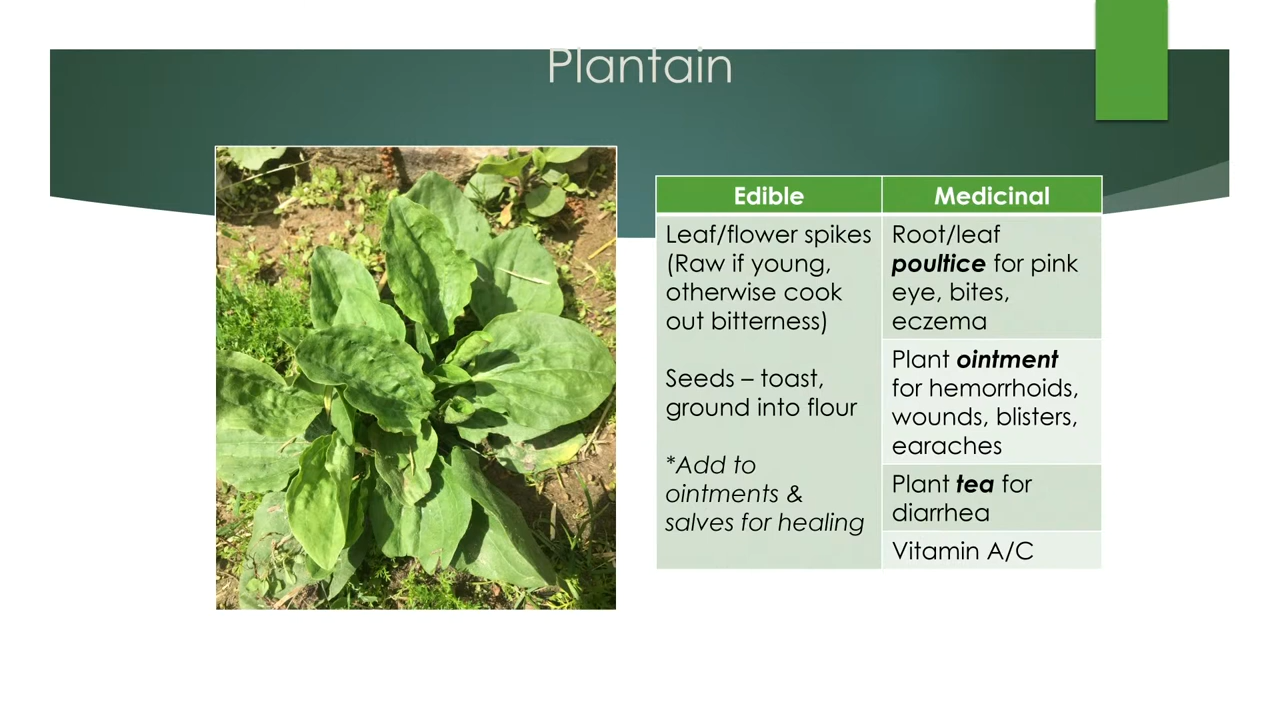 Plantain
Edible
Leaf/flower spikes
(Raw if young,
otherwise cook
out bitterness)
Seeds – toast,
ground into flour
*Add to
ointments &
salves for healing
Medicinal
Root/leaf
poultice for pink
eye, bites,
eczema
Plant ointment
for hemorrhoids,
wounds, blisters,
earaches
Plant tea for
diarrhea
Vitamin A/C